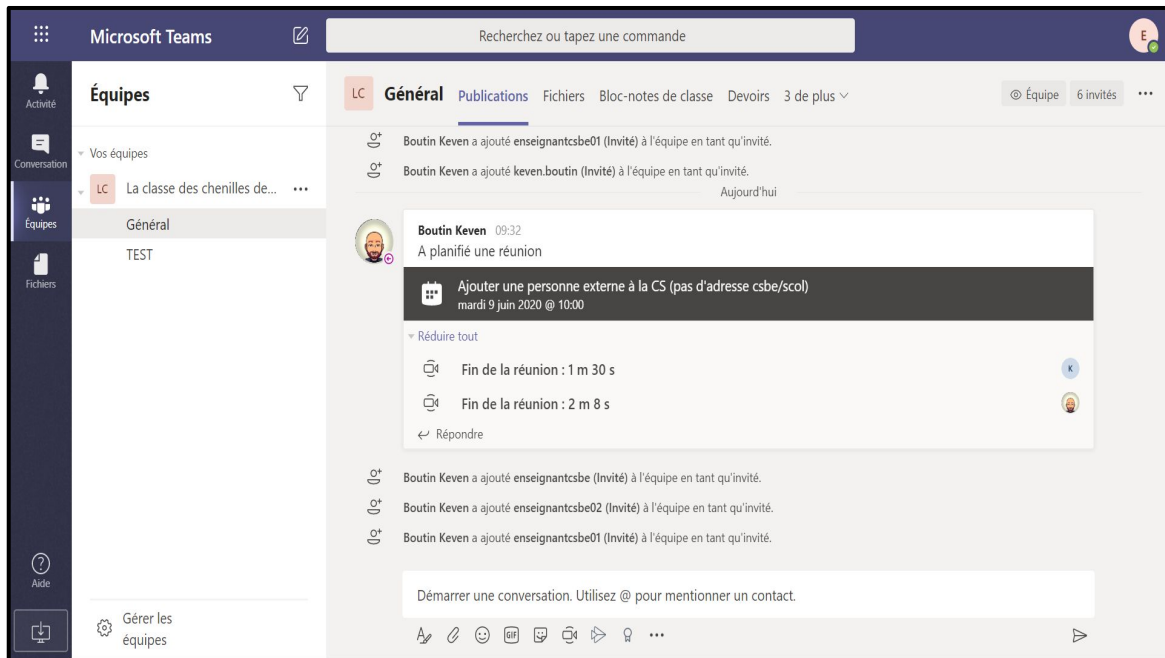 Microsoft Teams
Recherchez ou tapez une commande
E
Activité
Conversation
Équipes
Fichiers
Aide
Équipes
Vos équipes
LC La classe des chenilles de... •••
Général
TEST
Gérer les
équipes
LC Général Publications Fichiers Bloc-notes de classe Devoirs 3 de plus
Équipe 6 invités •••
Boutin Keven a ajouté enseignantcsbe01 (Invité) à l'équipe en tant qu'invité.
Boutin Keven a ajouté keven.boutin (Invité) à l'équipe en tant qu'invité.
Aujourd'hui
Boutin Keven 09:32
A planifié une réunion
Ajouter une personne externe à la CS (pas d'adresse csbe/scol)
mardi 9 juin 2020 @ 10:00
Réduire tout
Fin de la réunion : 1 m 30 s
K
Fin de la réunion : 2 m 8 s
Répondre
Boutin Keven a ajouté enseignantcsbe (Invité) à l'équipe en tant qu'invité.
Boutin Keven a ajouté enseignantcsbe02 (Invité) à l'équipe en tant qu'invité.
Boutin Keven a ajouté enseignantcsbe01 (Invité) à l'équipe en tant qu'invité.
Démarrer une conversation. Utilisez @ pour mentionner un contact.
GIF •••